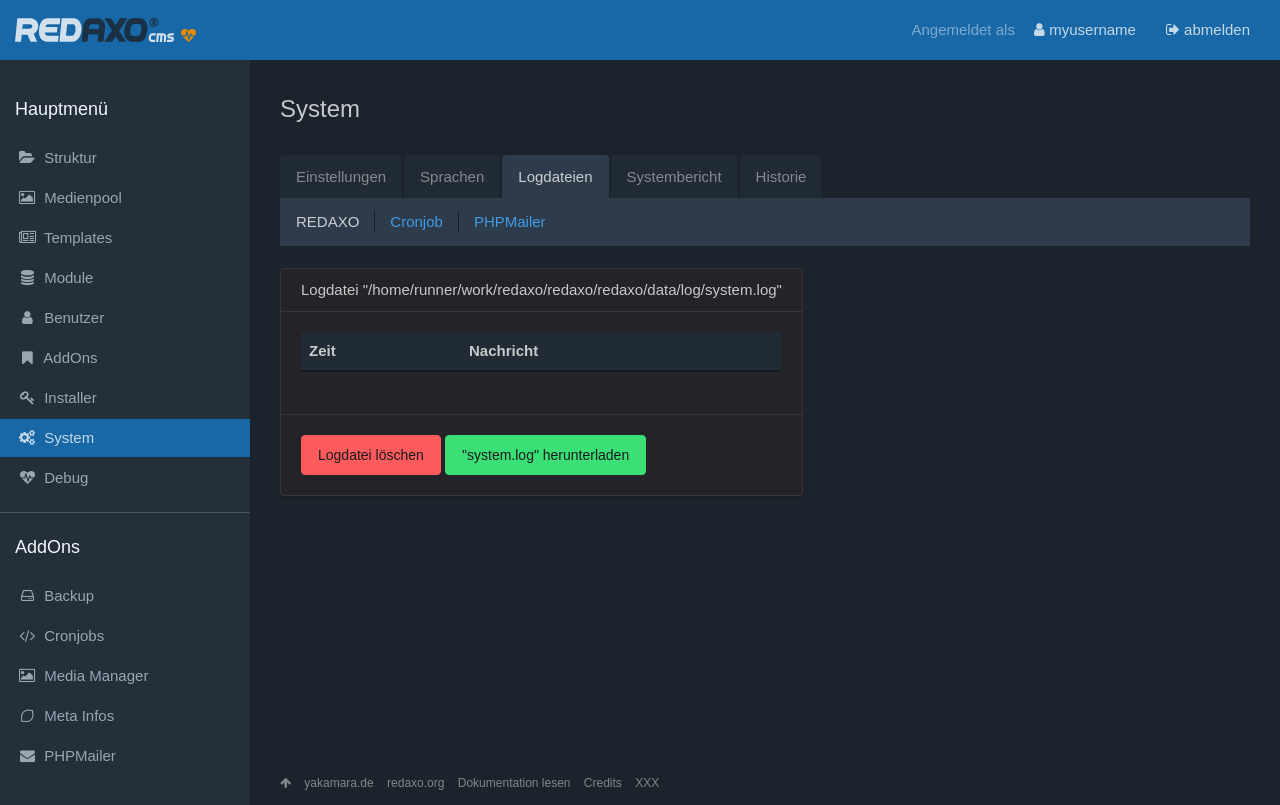 REDAXO® cms
Angemeldet als myusername abmelden
Hauptmenü
Struktur
Medienpool
Templates
Module
Benutzer
AddOns
Installer
System
Debug
AddOns
Backup
Cronjobs
Media Manager
Meta Infos
PHPMailer
System
Einstellungen Sprachen Logdateien Systembericht Historie
REDAXO Cronjob PHPMailer
Logdatei "/home/runner/work/redaxo/redaxo/redaxo/data/log/system.log"
Zeit Nachricht
Logdatei löschen "system.log" herunterladen
yakamara.de redaxo.org Dokumentation lesen Credits XXX